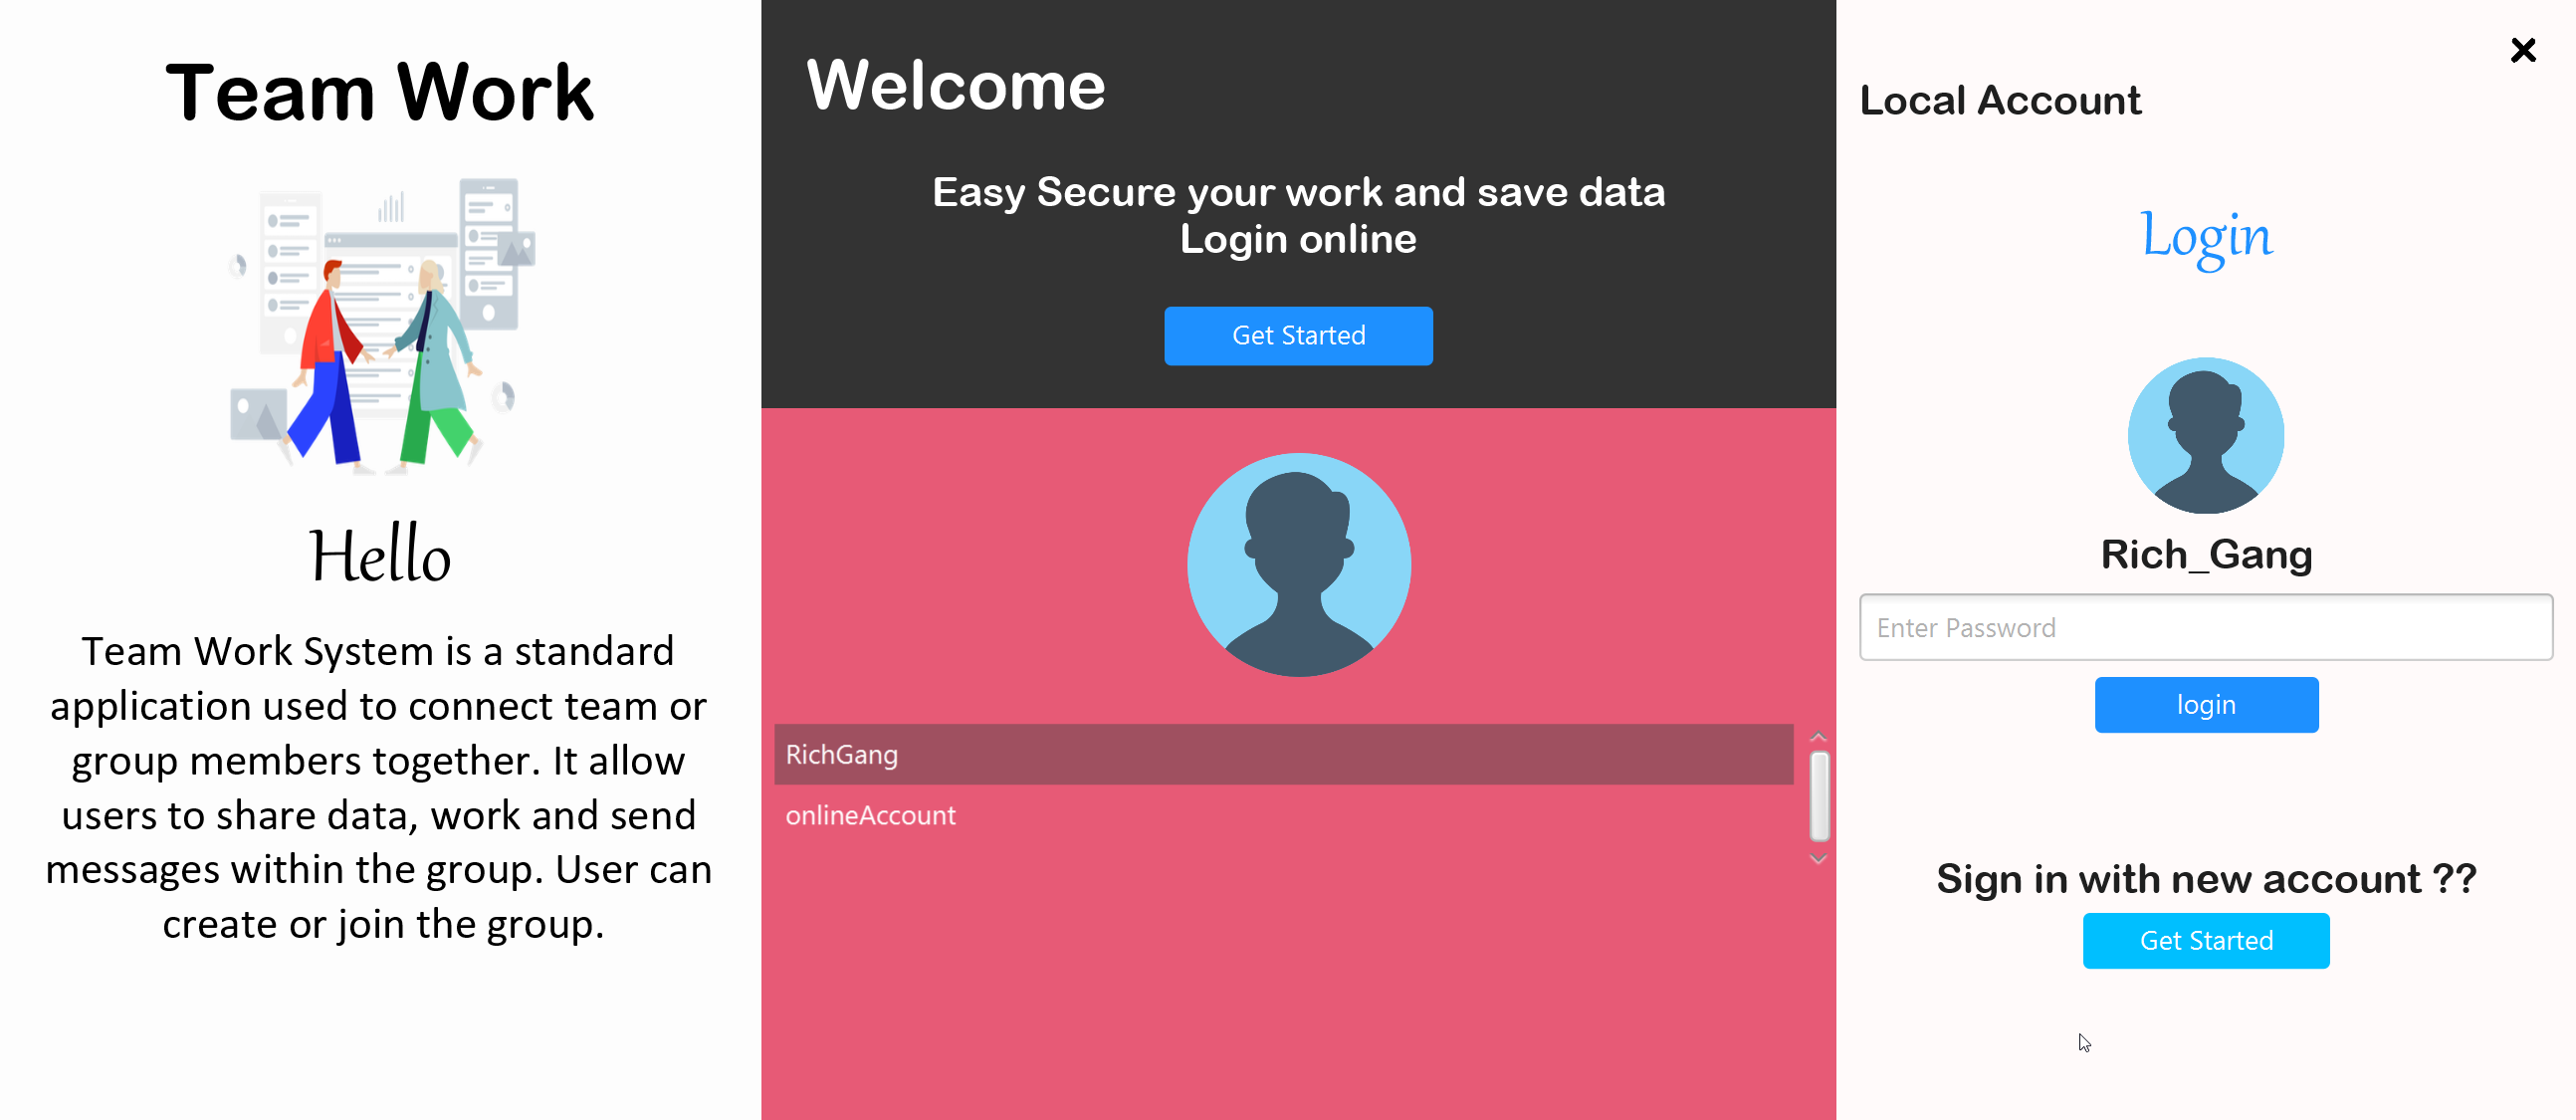 Team Work
Hello
Team Work System is a standard
application used to connect team or
group members together. It allow
users to share data, work and send
messages within the group. User can
create or join the group.
Welcome
Easy Secure your work and save data
Login online
Get Started
RichGang
onlineAccount
Local Account
Login
Rich_Gang
Enter Password
login
Sign in with new account ??
Get Started